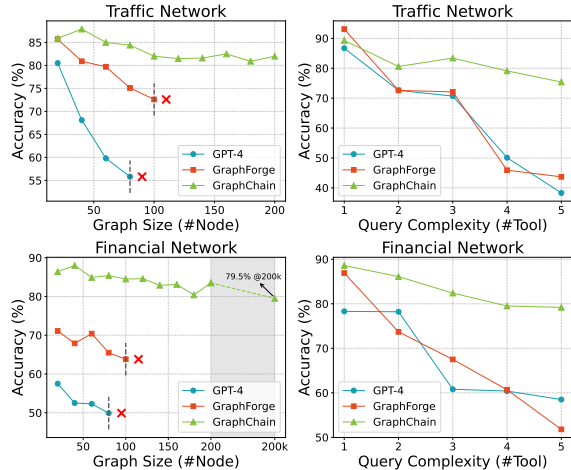 Traffic Network
Accuracy (%)
85
80
75
70
65
60
55
50
100
150
200
Graph Size (#Node)
GPT-4
GraphForge
GraphChain
Traffic Network
Accuracy (%)
90
80
70
60
50
40
1
2
3
4
5
Query Complexity (#Tool)
GPT-4
GraphForge
GraphChain
Financial Network
Accuracy (%)
90
80
70
60
50
79.5% @200k
50
100
150
200
200k
Graph Size (#Node)
GPT-4
GraphForge
GraphChain
Financial Network
Accuracy (%)
90
80
70
60
50
1
2
3
4
5
Query Complexity (#Tool)
GPT-4
GraphForge
GraphChain